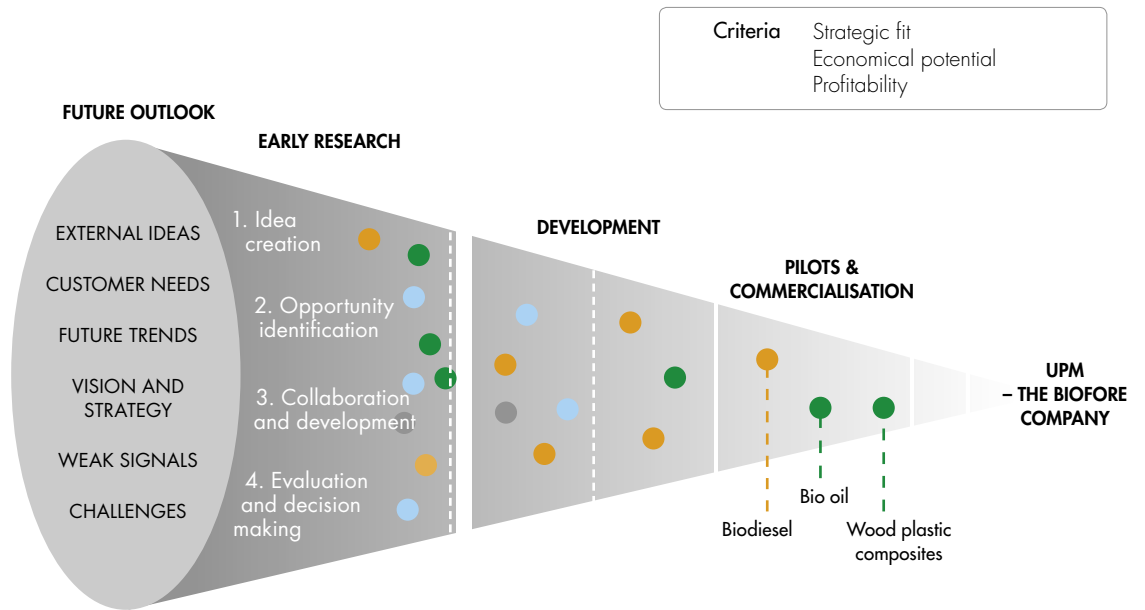 Criteria
Strategic fit
Economical potential
Profitability
FUTURE OUTLOOK
EARLY RESEARCH
DEVELOPMENT
PILOTS &
COMMERCIALISATION
EXTERNAL IDEAS
CUSTOMER NEEDS
FUTURE TRENDS
VISION AND
STRATEGY
WEAK SIGNALS
CHALLENGES
1. Idea
creation
2. Opportunity
identification
3. Collaboration
and development
4. Evaluation
and decision
making
Biodiesel
Bio oil
Wood plastic
composites
UPM
– THE BIOFORE
COMPANY